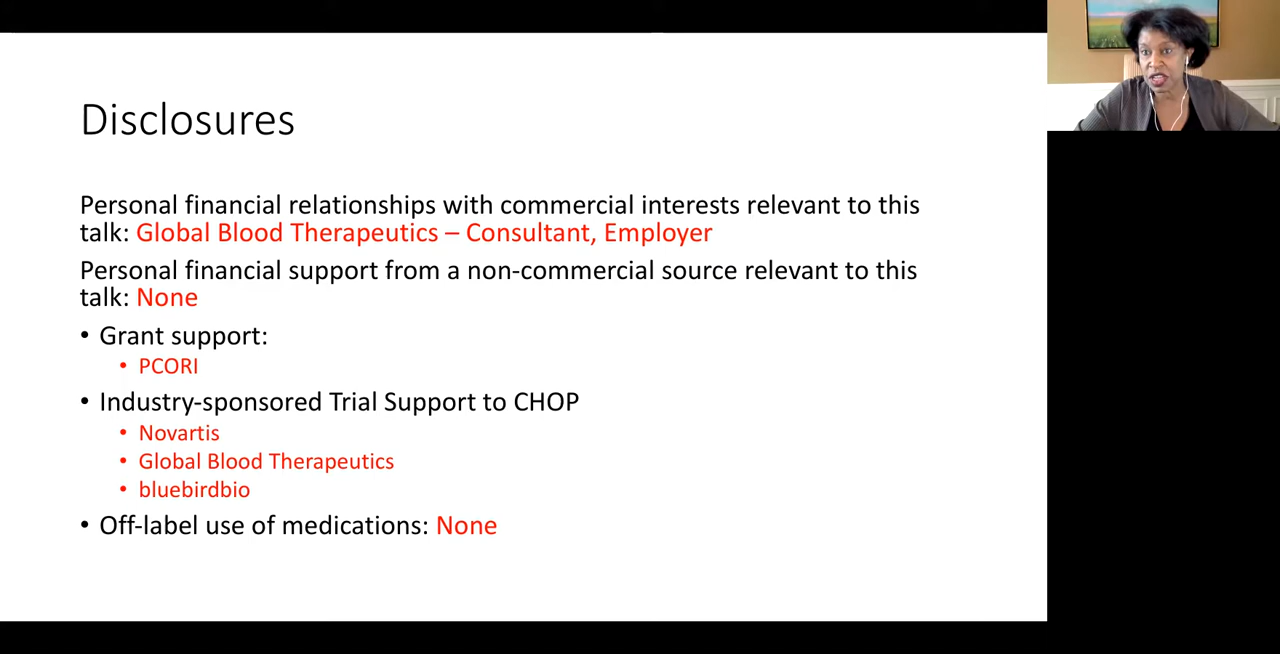 Disclosures
Personal financial relationships with commercial interests relevant to this
talk: Global Blood Therapeutics – Consultant, Employer
Personal financial support from a non-commercial source relevant to this
talk: None
• Grant support:
• PCORI
• Industry-sponsored Trial Support to CHOP
• Novartis
• Global Blood Therapeutics
• bluebirdbio
• Off-label use of medications: None